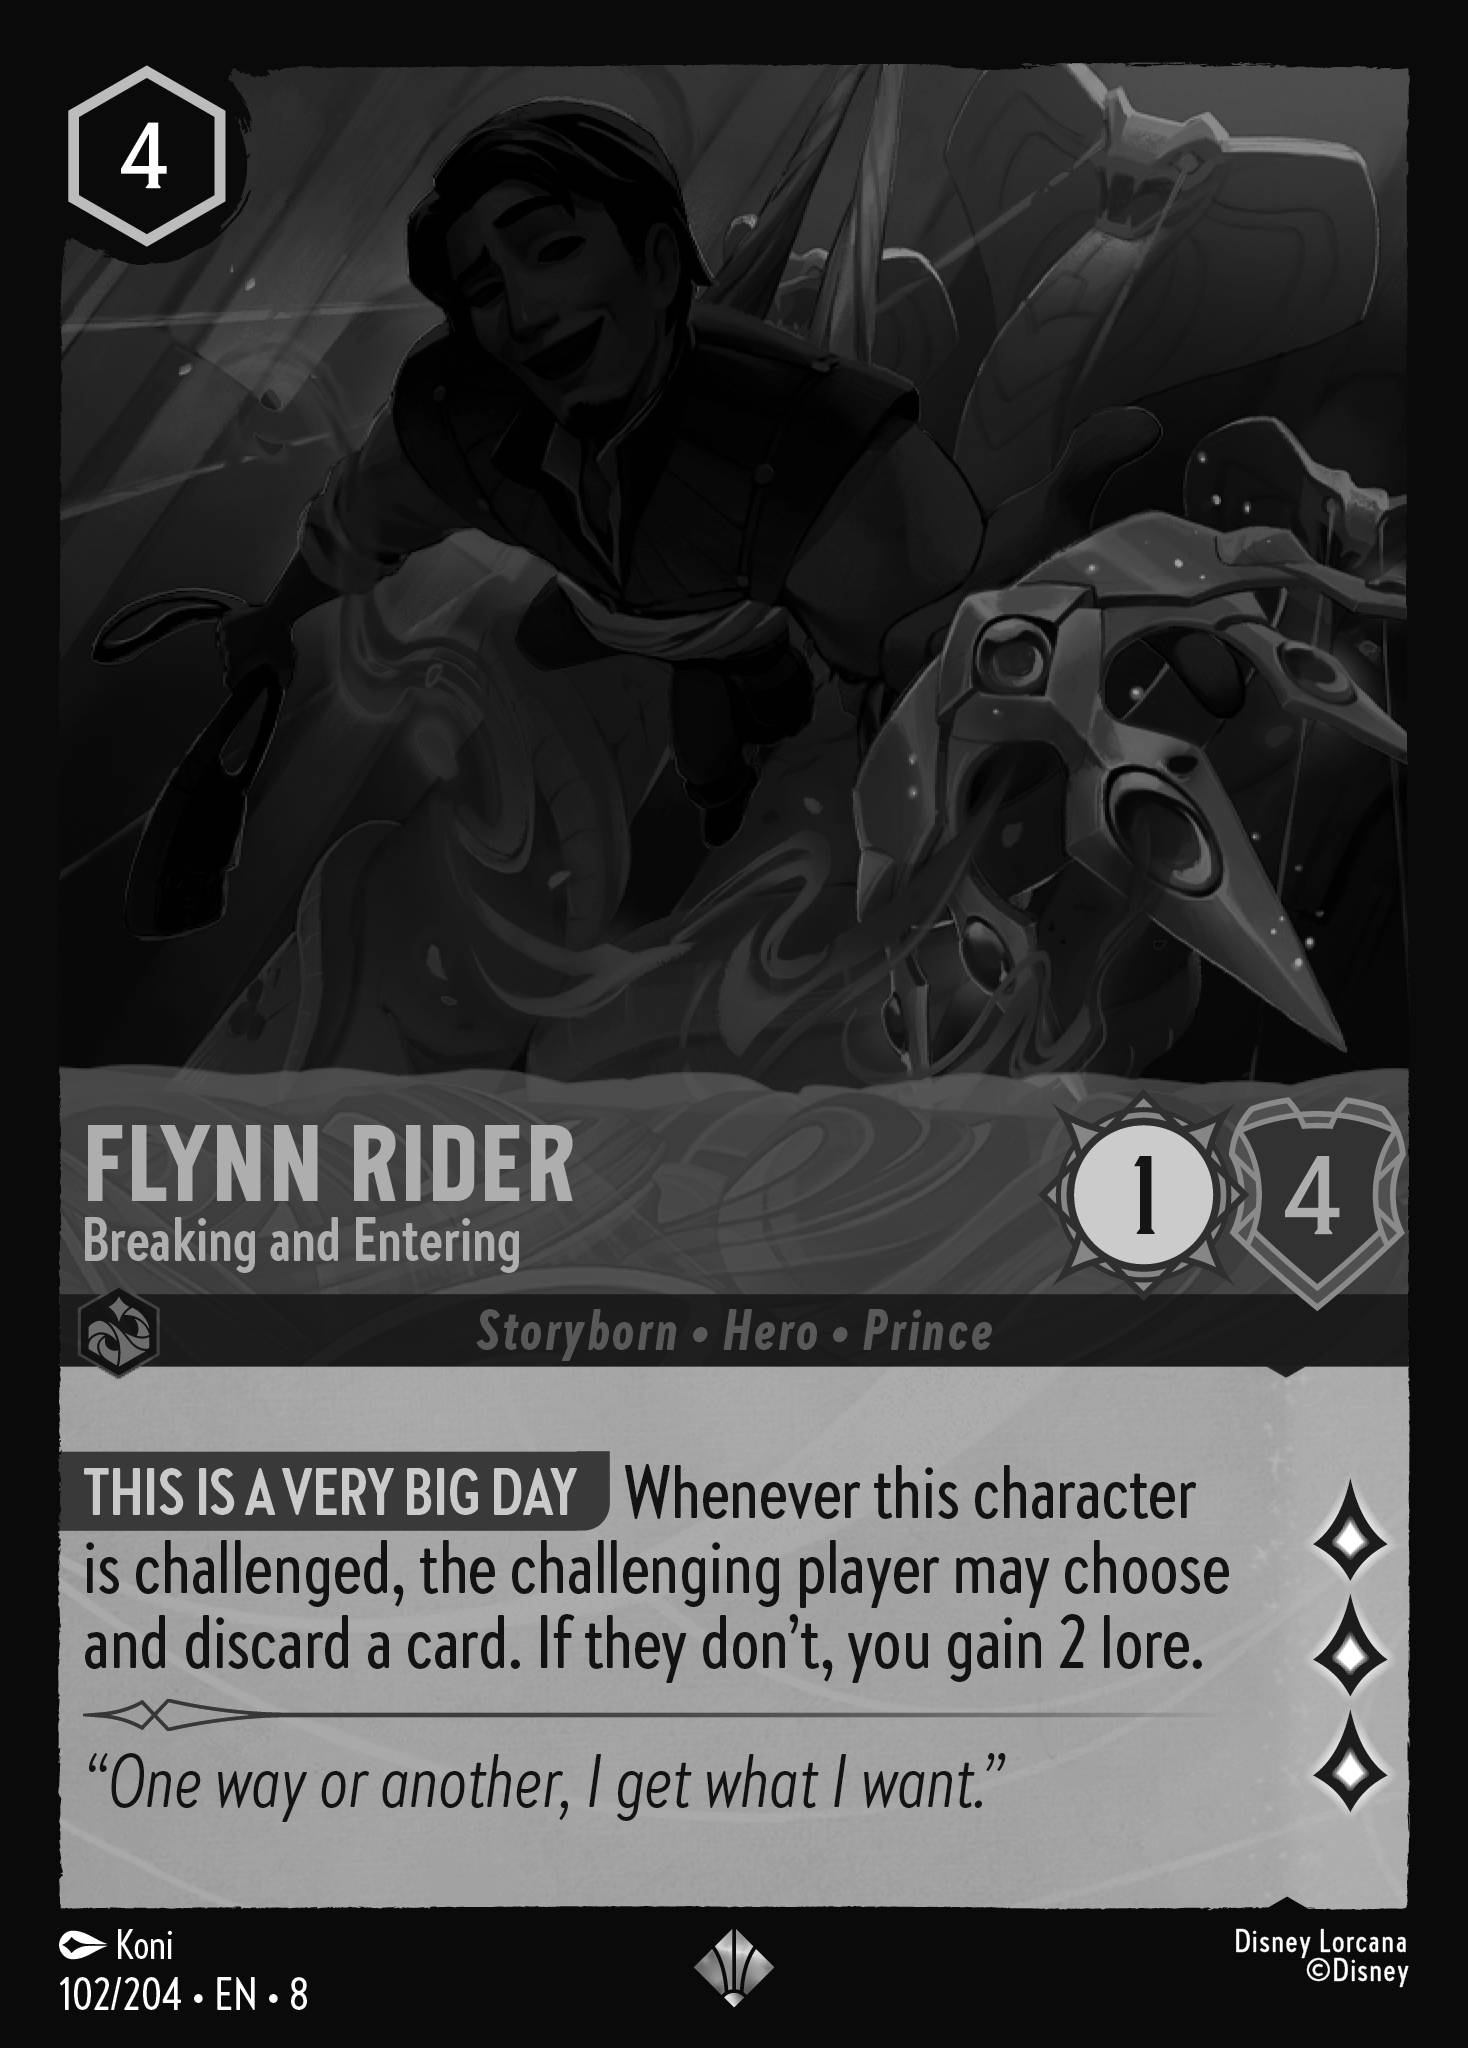 4
FLYNN RIDER
Breaking and Entering
1 4
Storyborn • Hero • Prince
THIS IS A VERY BIG DAY Whenever this character
is challenged, the challenging player may choose
and discard a card. If they don’t, you gain 2 lore.
“One way or another, I get what I want.”
Koni
102/204 • EN • 8
Disney Lorcana
©Disney